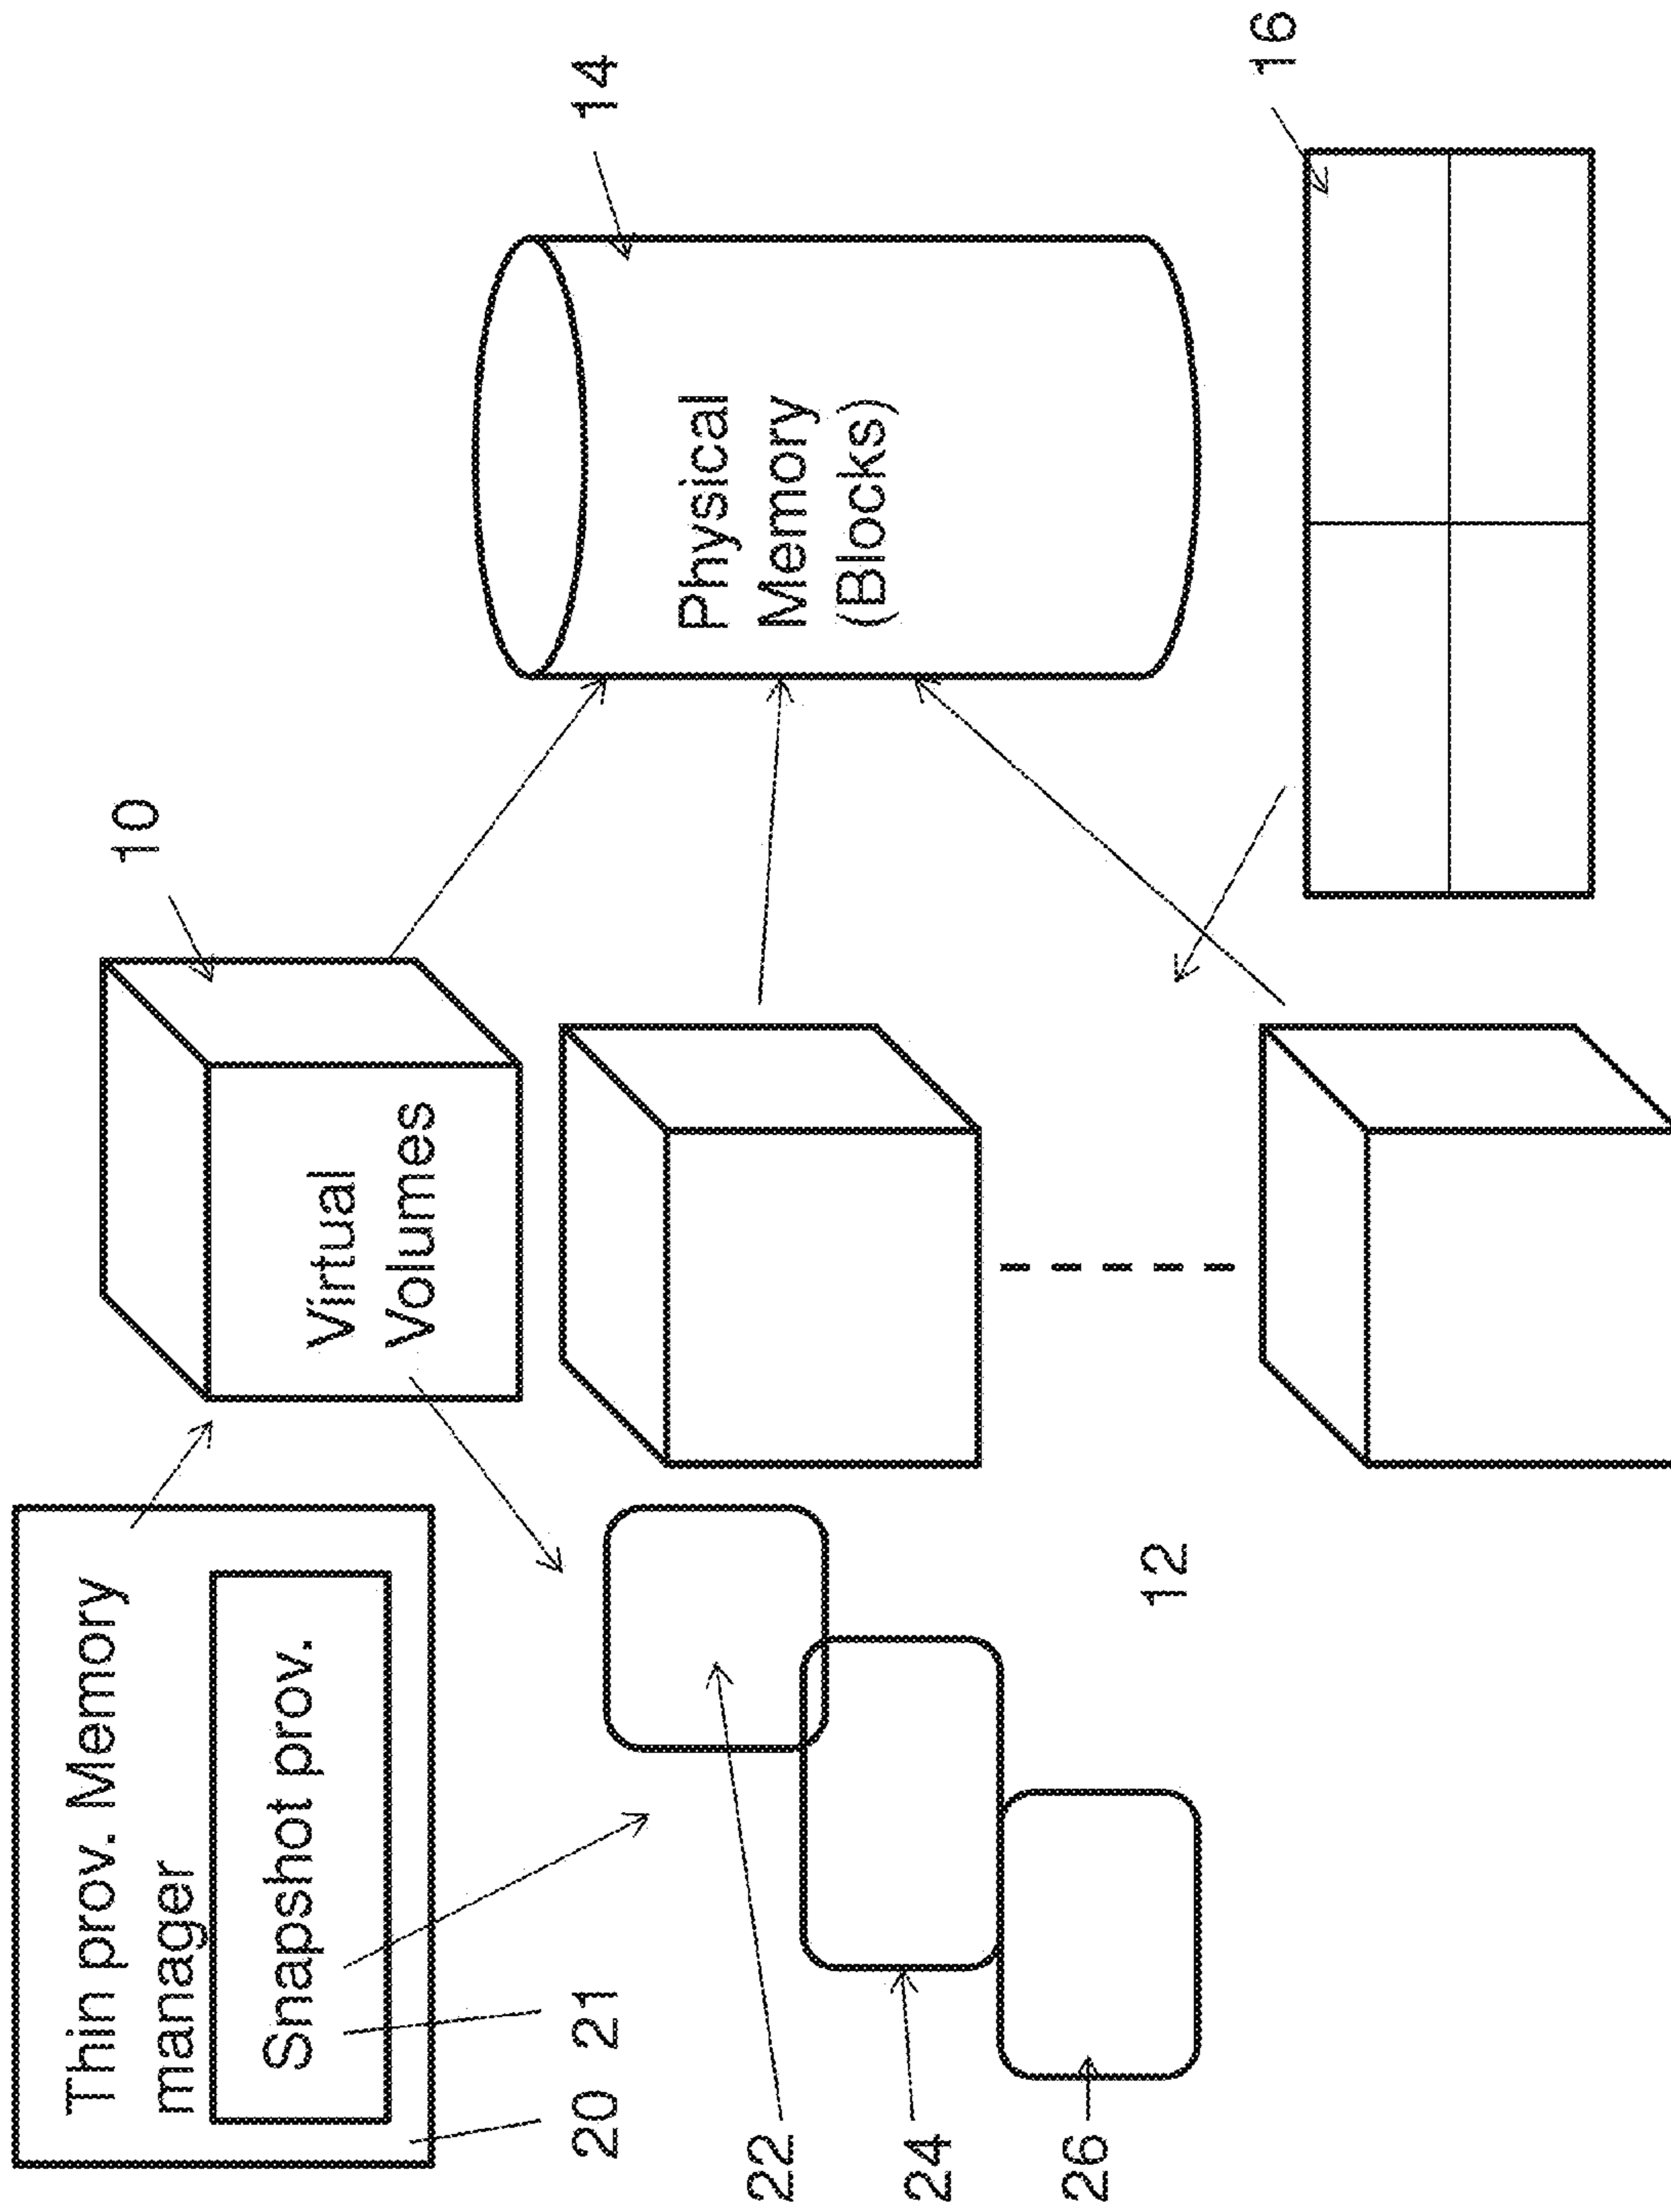 Thin prov. Memory
manager
Snapshot prov.
20
21
10
Virtual
Volumes
14
Physical
Memory
(Blocks)
22
24
26
12
16